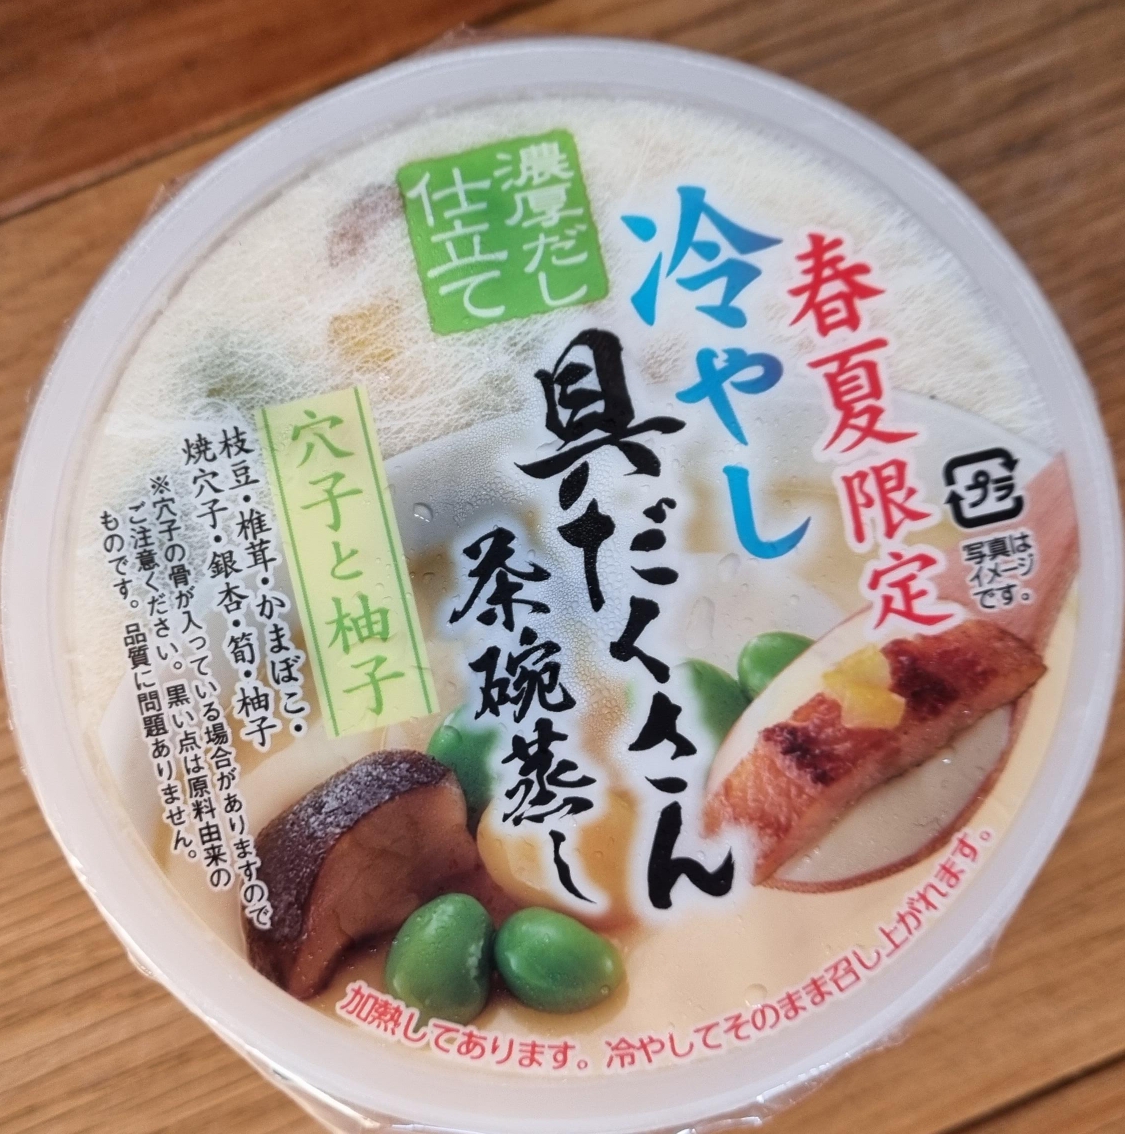 春夏限定
冷やし
具だくさん
茶碗蒸し
濃厚だし
仕立て
穴子と柚子
枝豆・椎茸・かまぼこ・
焼穴子・銀杏・筍・柚子
※穴子の骨が入っている場合がありますので
ご注意ください。黒い点は原料由来の
ものです。品質に問題ありません。
プラ
写真は
イメージ
です。
加熱してあります。冷やしてそのまま召し上がれます。